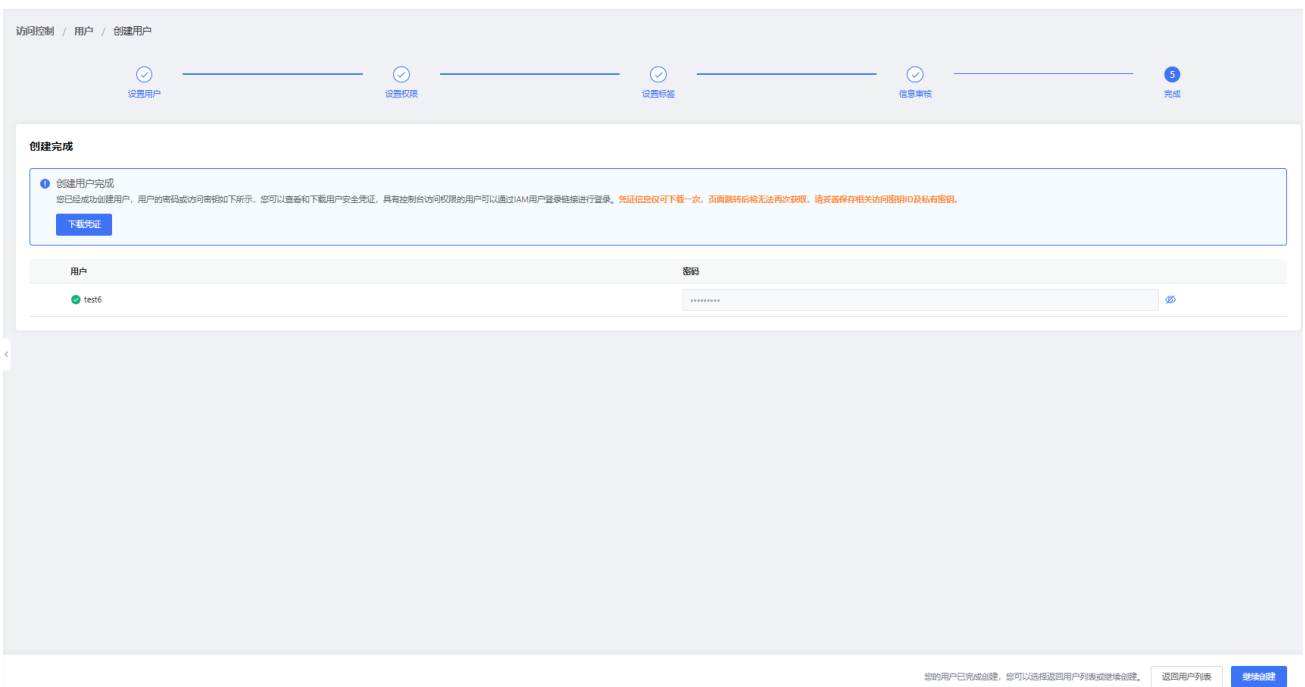 访问控制 / 用户 / 创建用户
设置用户
设置权限
设置标签
信息审核
5
完成
创建完成
创建用户完成
您已经成功创建用户，用户的密码或访问密钥如下所示，您可以查看和下载用户安全凭证，具有控制台访问权限的用户可以通过IAM用户登录链接进行登录。凭证信息仅可下载一次，页面跳转后将无法再次获取，请妥善保存相关访问密钥ID及私有密钥。
下载凭证
用户 密码
test6 •••••••••
您的用户已完成创建，您可以选择返回用户列表或继续创建。 返回用户列表 继续创建